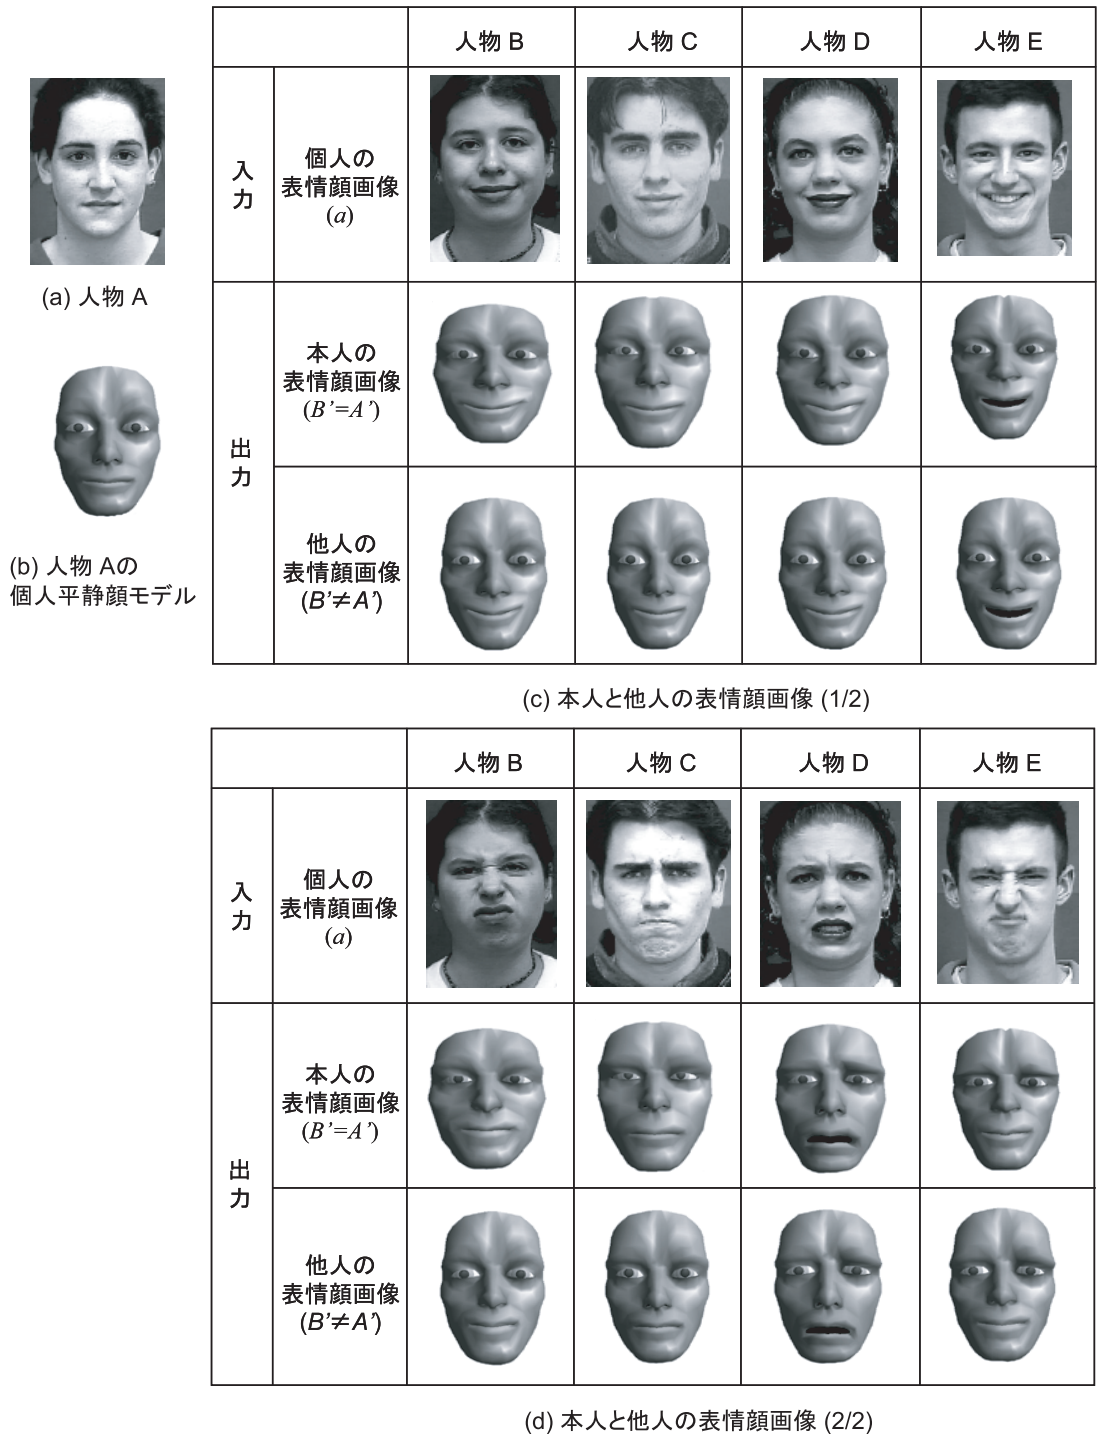 人物 B
人物 C
人物 D
人物 E
入
力
個人の
表情顔画像
(a)
(a) 人物 A
出
力
本人の
表情顔画像
(B'=A')
(b) 人物 Aの
個人平静顔モデル
他人の
表情顔画像
(B'≠A')
(c) 本人と他人の表情顔画像 (1/2)
人物 B
人物 C
人物 D
人物 E
入
力
個人の
表情顔画像
(a)
出
力
本人の
表情顔画像
(B'=A')
他人の
表情顔画像
(B'≠A')
(d) 本人と他人の表情顔画像 (2/2)